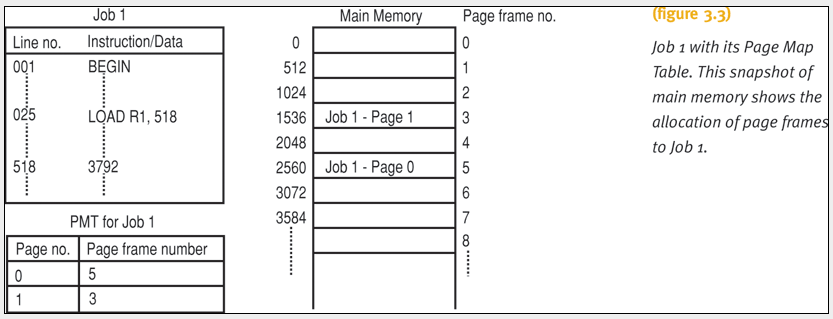 Job 1
Line no. Instruction/Data
001 BEGIN
025 LOAD R1, 518
518 3792
PMT for Job 1
Page no. Page frame number
0 5
1 3
Main Memory Page frame no.
0 0
512 1
1024 2
1536 Job 1 - Page 1 3
2048 4
2560 Job 1 - Page 0 5
3072 6
3584 7
8
(figure 3.3)
Job 1 with its Page Map
Table. This snapshot of
main memory shows the
allocation of page frames
to Job 1.